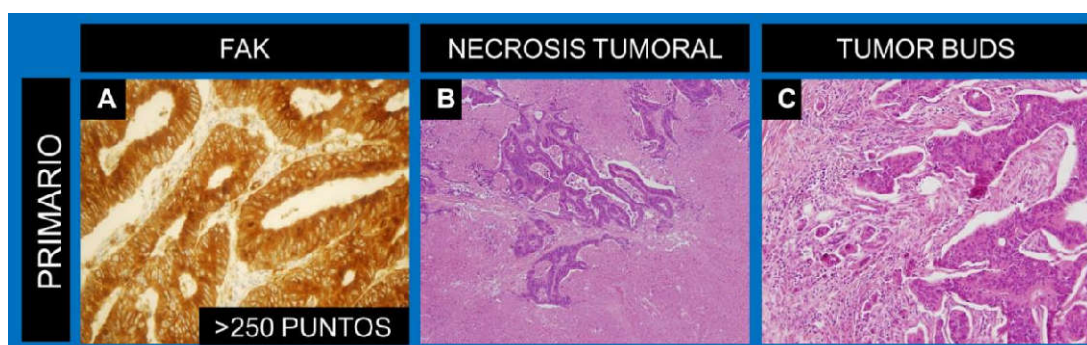 FAK
NECROSIS TUMORAL
TUMOR BUDS
PRIMARIO
A
B
C
>250 PUNTOS